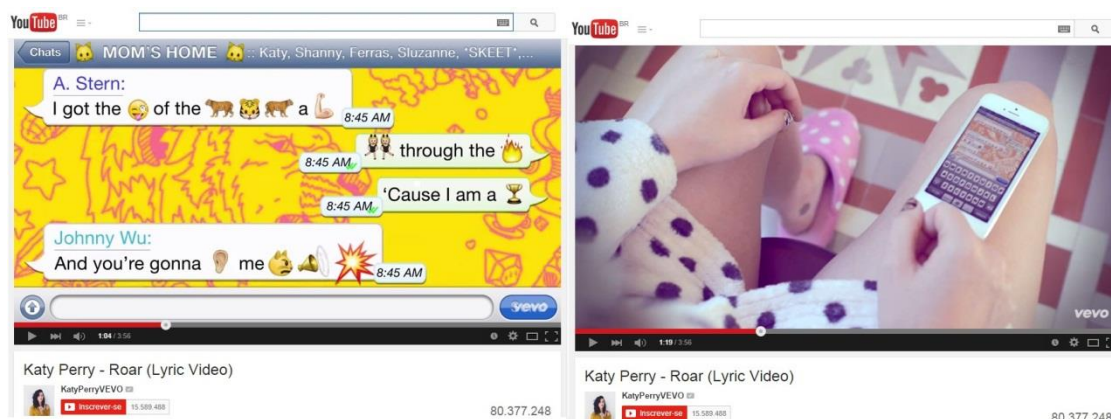 YouTube BR
Chats MOM'S HOME .: Katy, Shanny, Ferras, Sluzanne, *SKEET*,...
A. Stern:
I got the 😜 of the 🐅 🐯 🐅 a 💪
8:45 AM
👯 through the 🔥
8:45 AM
'Cause I am a 🏆
8:45 AM
Johnny Wu:
And you're gonna 👂 me 😾 📢 💥
8:45 AM
vevo
1:04 / 3:56
Katy Perry - Roar (Lyric Video)
KatyPerryVEVO
Inscrever-se 15.589.488
80.377.248
YouTube BR
vevo
1:19 / 3:56
Katy Perry - Roar (Lyric Video)
KatyPerryVEVO
Inscrever-se 15.589.488
80.377.248